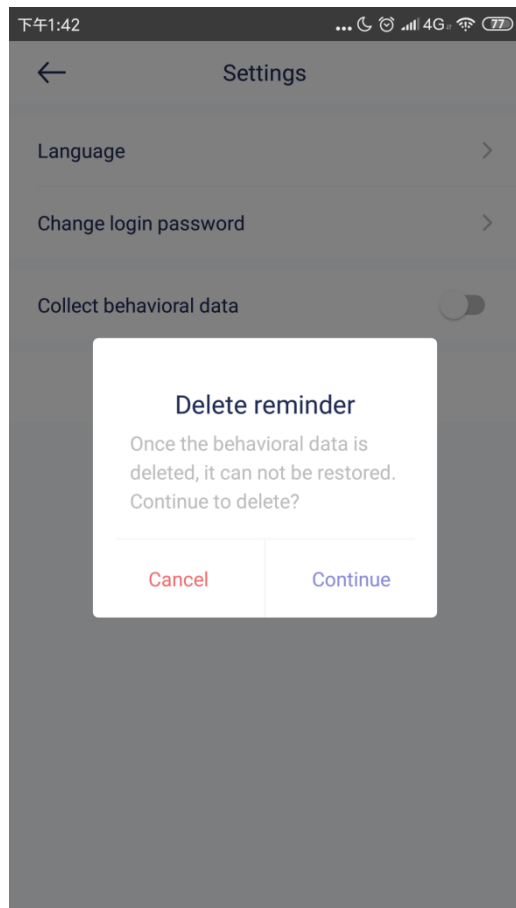 下午1:42 ... 4G 77
Settings
Language
Change login password
Collect behavioral data
Delete reminder
Once the behavioral data is
deleted, it can not be restored.
Continue to delete?
Cancel Continue